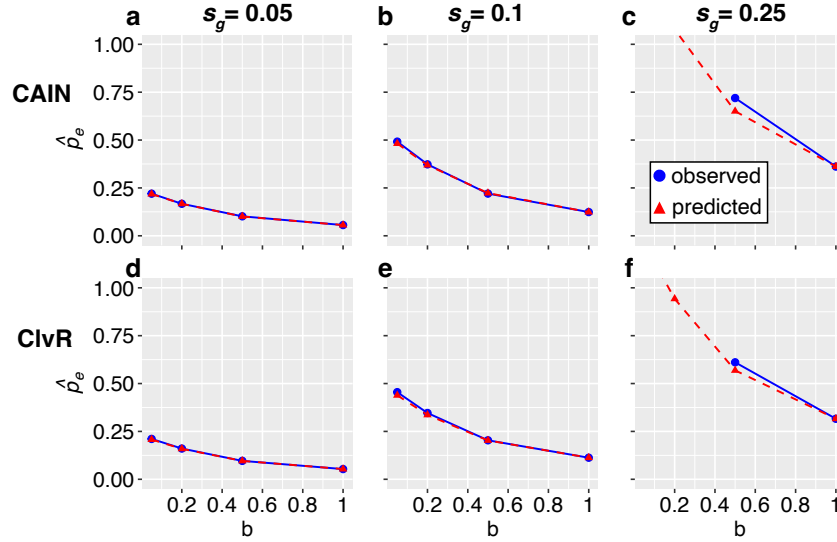 a
s_g= 0.05
b
s_g= 0.1
c
s_g= 0.25
CAIN
p̂_e
1.00
0.75
0.50
0.25
0.00
observed
predicted
d
e
f
ClvR
p̂_e
1.00
0.75
0.50
0.25
0.00
0.2 0.4 0.6 0.8 1
0.2 0.4 0.6 0.8 1
0.2 0.4 0.6 0.8 1
b
b
b